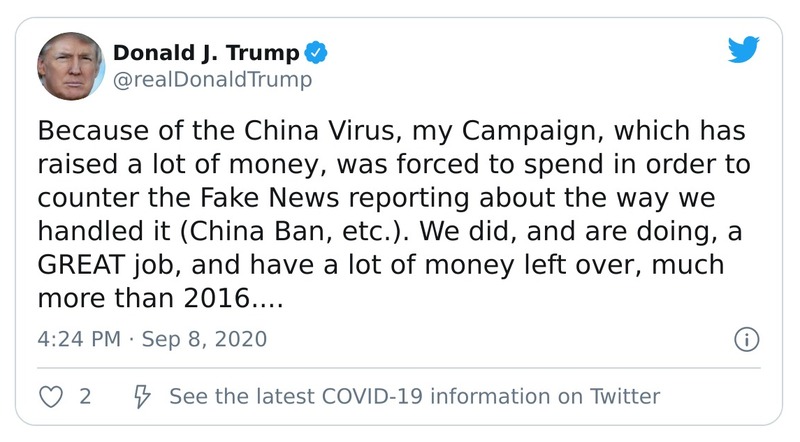 Donald J. Trump
@realDonaldTrump
Because of the China Virus, my Campaign, which has
raised a lot of money, was forced to spend in order to
counter the Fake News reporting about the way we
handled it (China Ban, etc.). We did, and are doing, a
GREAT job, and have a lot of money left over, much
more than 2016....
4:24 PM · Sep 8, 2020
2 See the latest COVID-19 information on Twitter